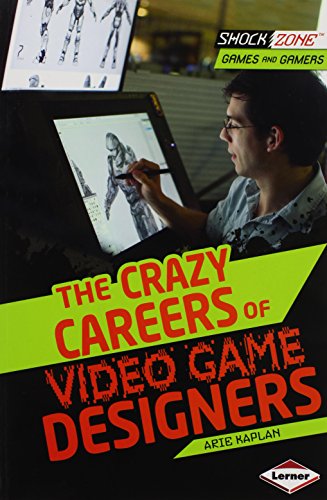 SHOCK ZONE™
GAMES AND GAMERS
THE CRAZY
CAREERS OF
VIDEO GAME
DESIGNERS
ARIE KAPLAN
Lerner